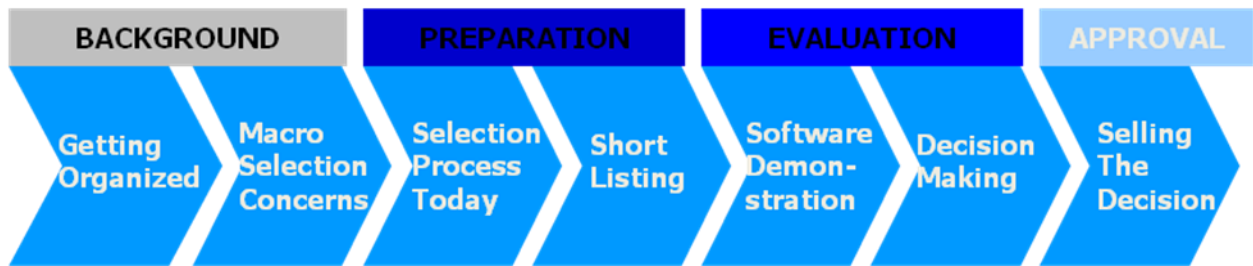 BACKGROUND
PREPARATION
EVALUATION
APPROVAL
Getting
Organized
Macro
Selection
Concerns
Selection
Process
Today
Short
Listing
Software
Demon-
stration
Decision
Making
Selling
The
Decision